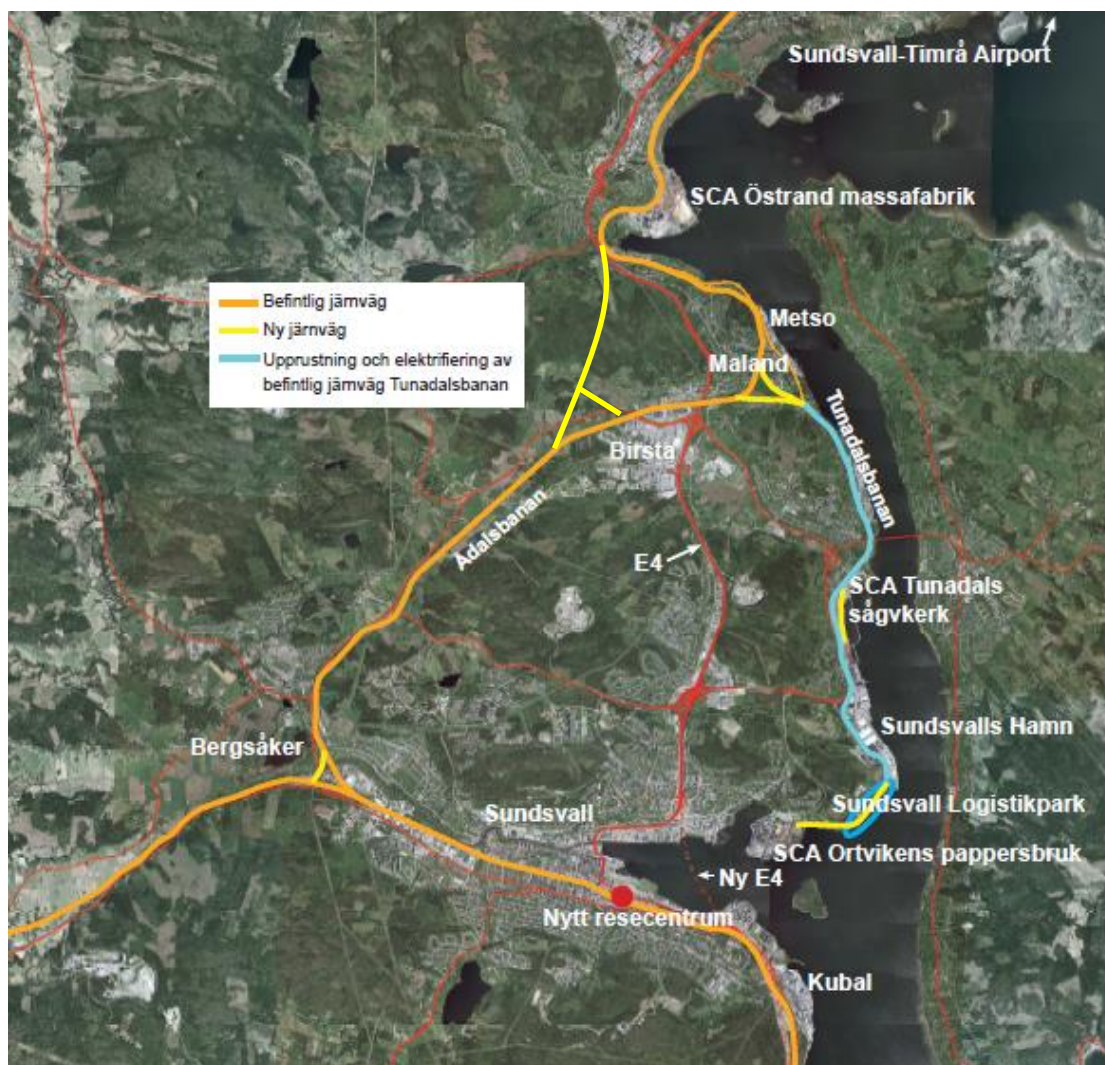 Sundsvall-Timrå Airport
SCA Östrand massafabrik
Befintlig järnväg
Ny järnväg
Upprustning och elektrifiering av
befintlig järnväg Tunadalsbanan
Metso
Maland
Tunadalsbanan
Birsta
Ådalsbanan
E4
SCA Tunadals
sågvkerk
Sundsvalls Hamn
Bergsåker
Sundsvall
Sundsvall Logistikpark
SCA Ortvikens pappersbruk
Ny E4
Nytt resecentrum
Kubal